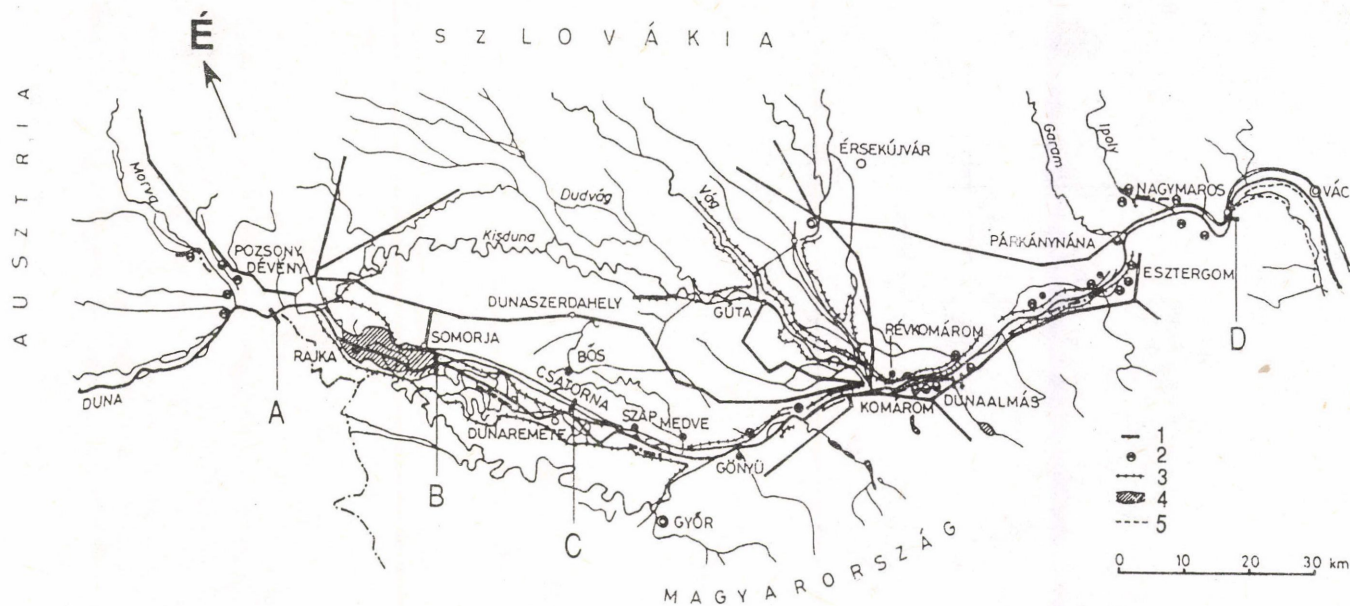 SZLOVÁKIA
É
AUSZTRIA
Morva
POZSONY
DÉVÉNY
DUNA
A
RAJKA
Kisduna
Dudvág
Vág
ÉRSEKÚJVÁR
Garam
Ipoly
NAGYMAROS
VÁC
PÁRKÁNYNÁNA
ESZTERGOM
D
DUNASZERDAHELY
GÚTA
SOMORJA
BŐS
CSATORNA
RÉVKOMÁROM
KOMÁROM
DUNAALMÁS
SZAP
MEDVE
DUNAREMETE
GÖNYÜ
B
C
GYŐR
MAGYARORSZÁG
1
2
3
4
5
0 10 20 30 km